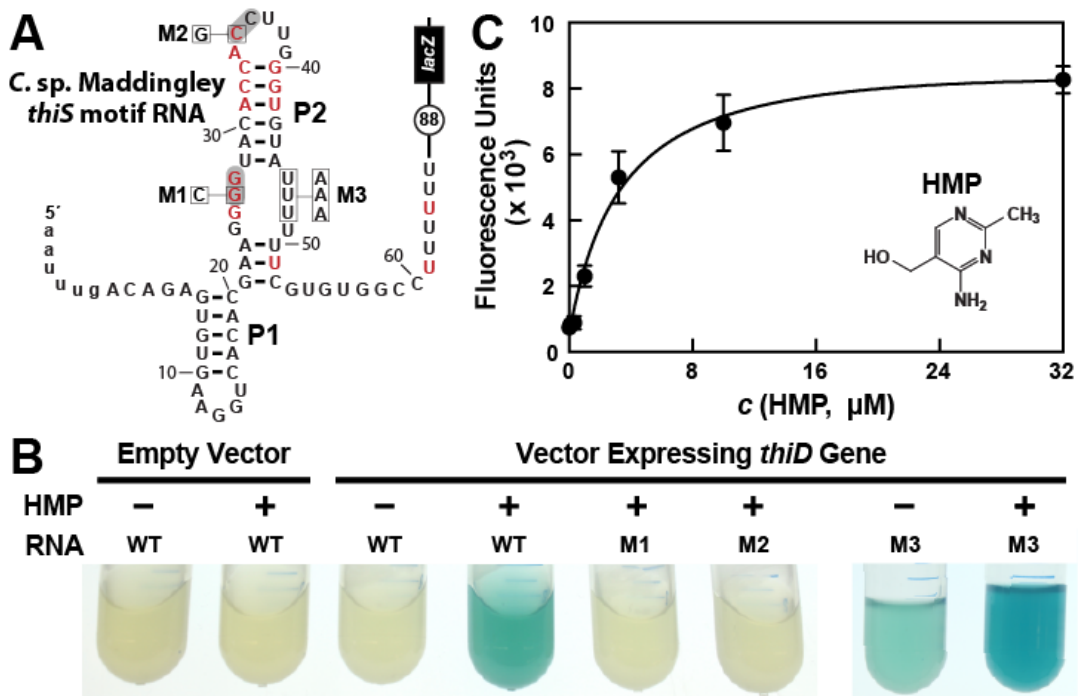 A
C. sp. Maddingley
thiS motif RNA
M2 G C
C U U G
A C C A C A U
40
G G U G U A
P2
30
M1 C G
G G G G A A G
U U U U U U C
A A A M3
50
20
5´
a a u u u g A C A G A G C
G U G U G G C C
60
U U U U U U
88
lacZ
U G U G
A C A C
P1
10
A A G G U
C
Fluorescence Units
(x 10³)
10
8
6
4
2
0
0 8 16 24 32
c (HMP, μM)
HMP
HO
N
CH₃
N
NH₂
B
Empty Vector Vector Expressing thiD Gene
HMP − + − + + + − +
RNA WT WT WT WT M1 M2 M3 M3